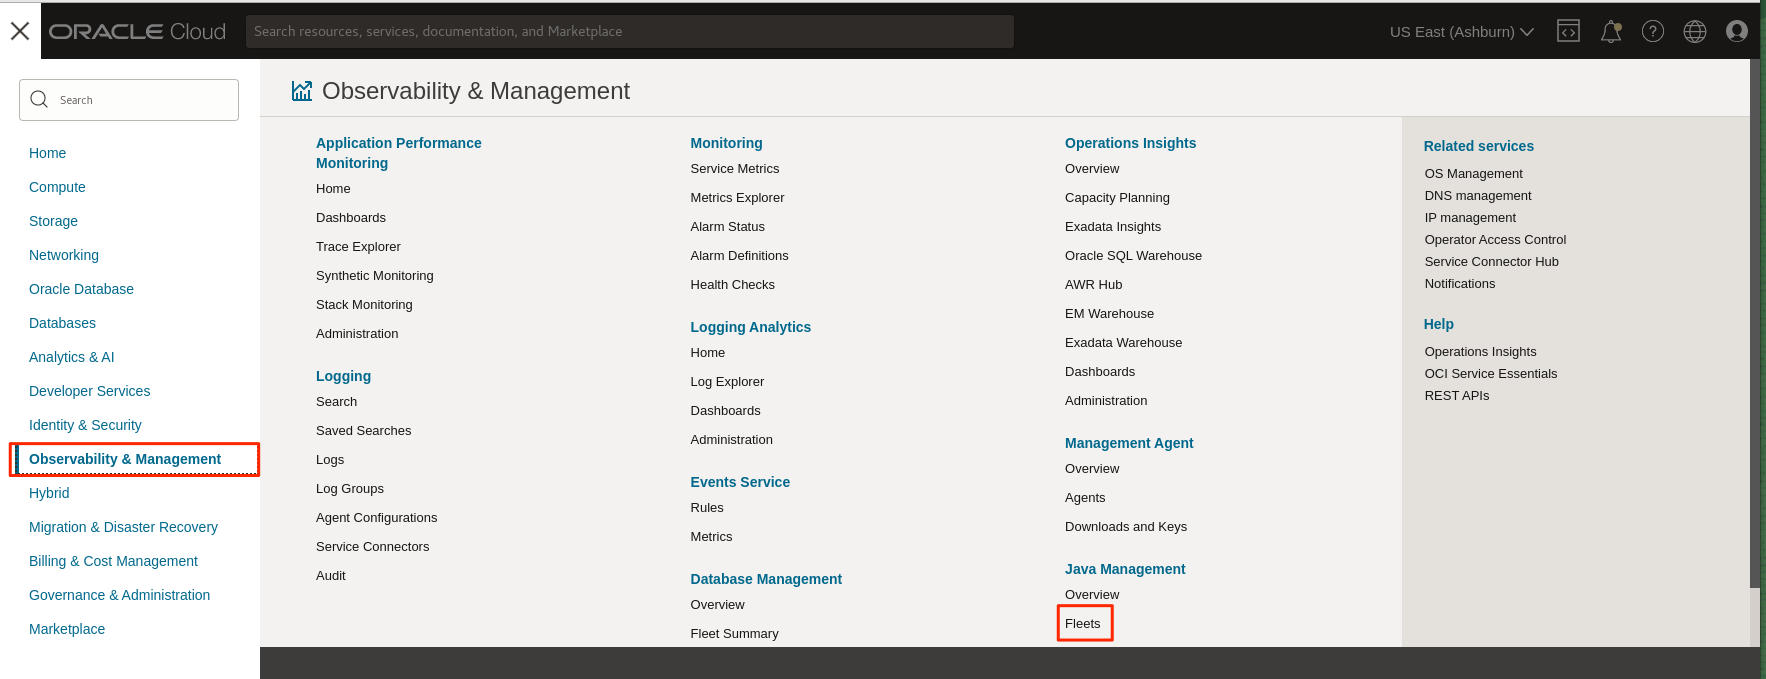 ORACLE Cloud
Search resources, services, documentation, and Marketplace
US East (Ashburn)
Search
Home
Compute
Storage
Networking
Oracle Database
Databases
Analytics & AI
Developer Services
Identity & Security
Observability & Management
Hybrid
Migration & Disaster Recovery
Billing & Cost Management
Governance & Administration
Marketplace
Observability & Management
Application Performance
Monitoring
Home
Dashboards
Trace Explorer
Synthetic Monitoring
Stack Monitoring
Administration
Logging
Search
Saved Searches
Logs
Log Groups
Agent Configurations
Service Connectors
Audit
Monitoring
Service Metrics
Metrics Explorer
Alarm Status
Alarm Definitions
Health Checks
Logging Analytics
Home
Log Explorer
Dashboards
Administration
Events Service
Rules
Metrics
Database Management
Overview
Fleet Summary
Operations Insights
Overview
Capacity Planning
Exadata Insights
Oracle SQL Warehouse
AWR Hub
EM Warehouse
Exadata Warehouse
Dashboards
Administration
Management Agent
Overview
Agents
Downloads and Keys
Java Management
Overview
Fleets
Related services
OS Management
DNS management
IP management
Operator Access Control
Service Connector Hub
Notifications
Help
Operations Insights
OCI Service Essentials
REST APIs